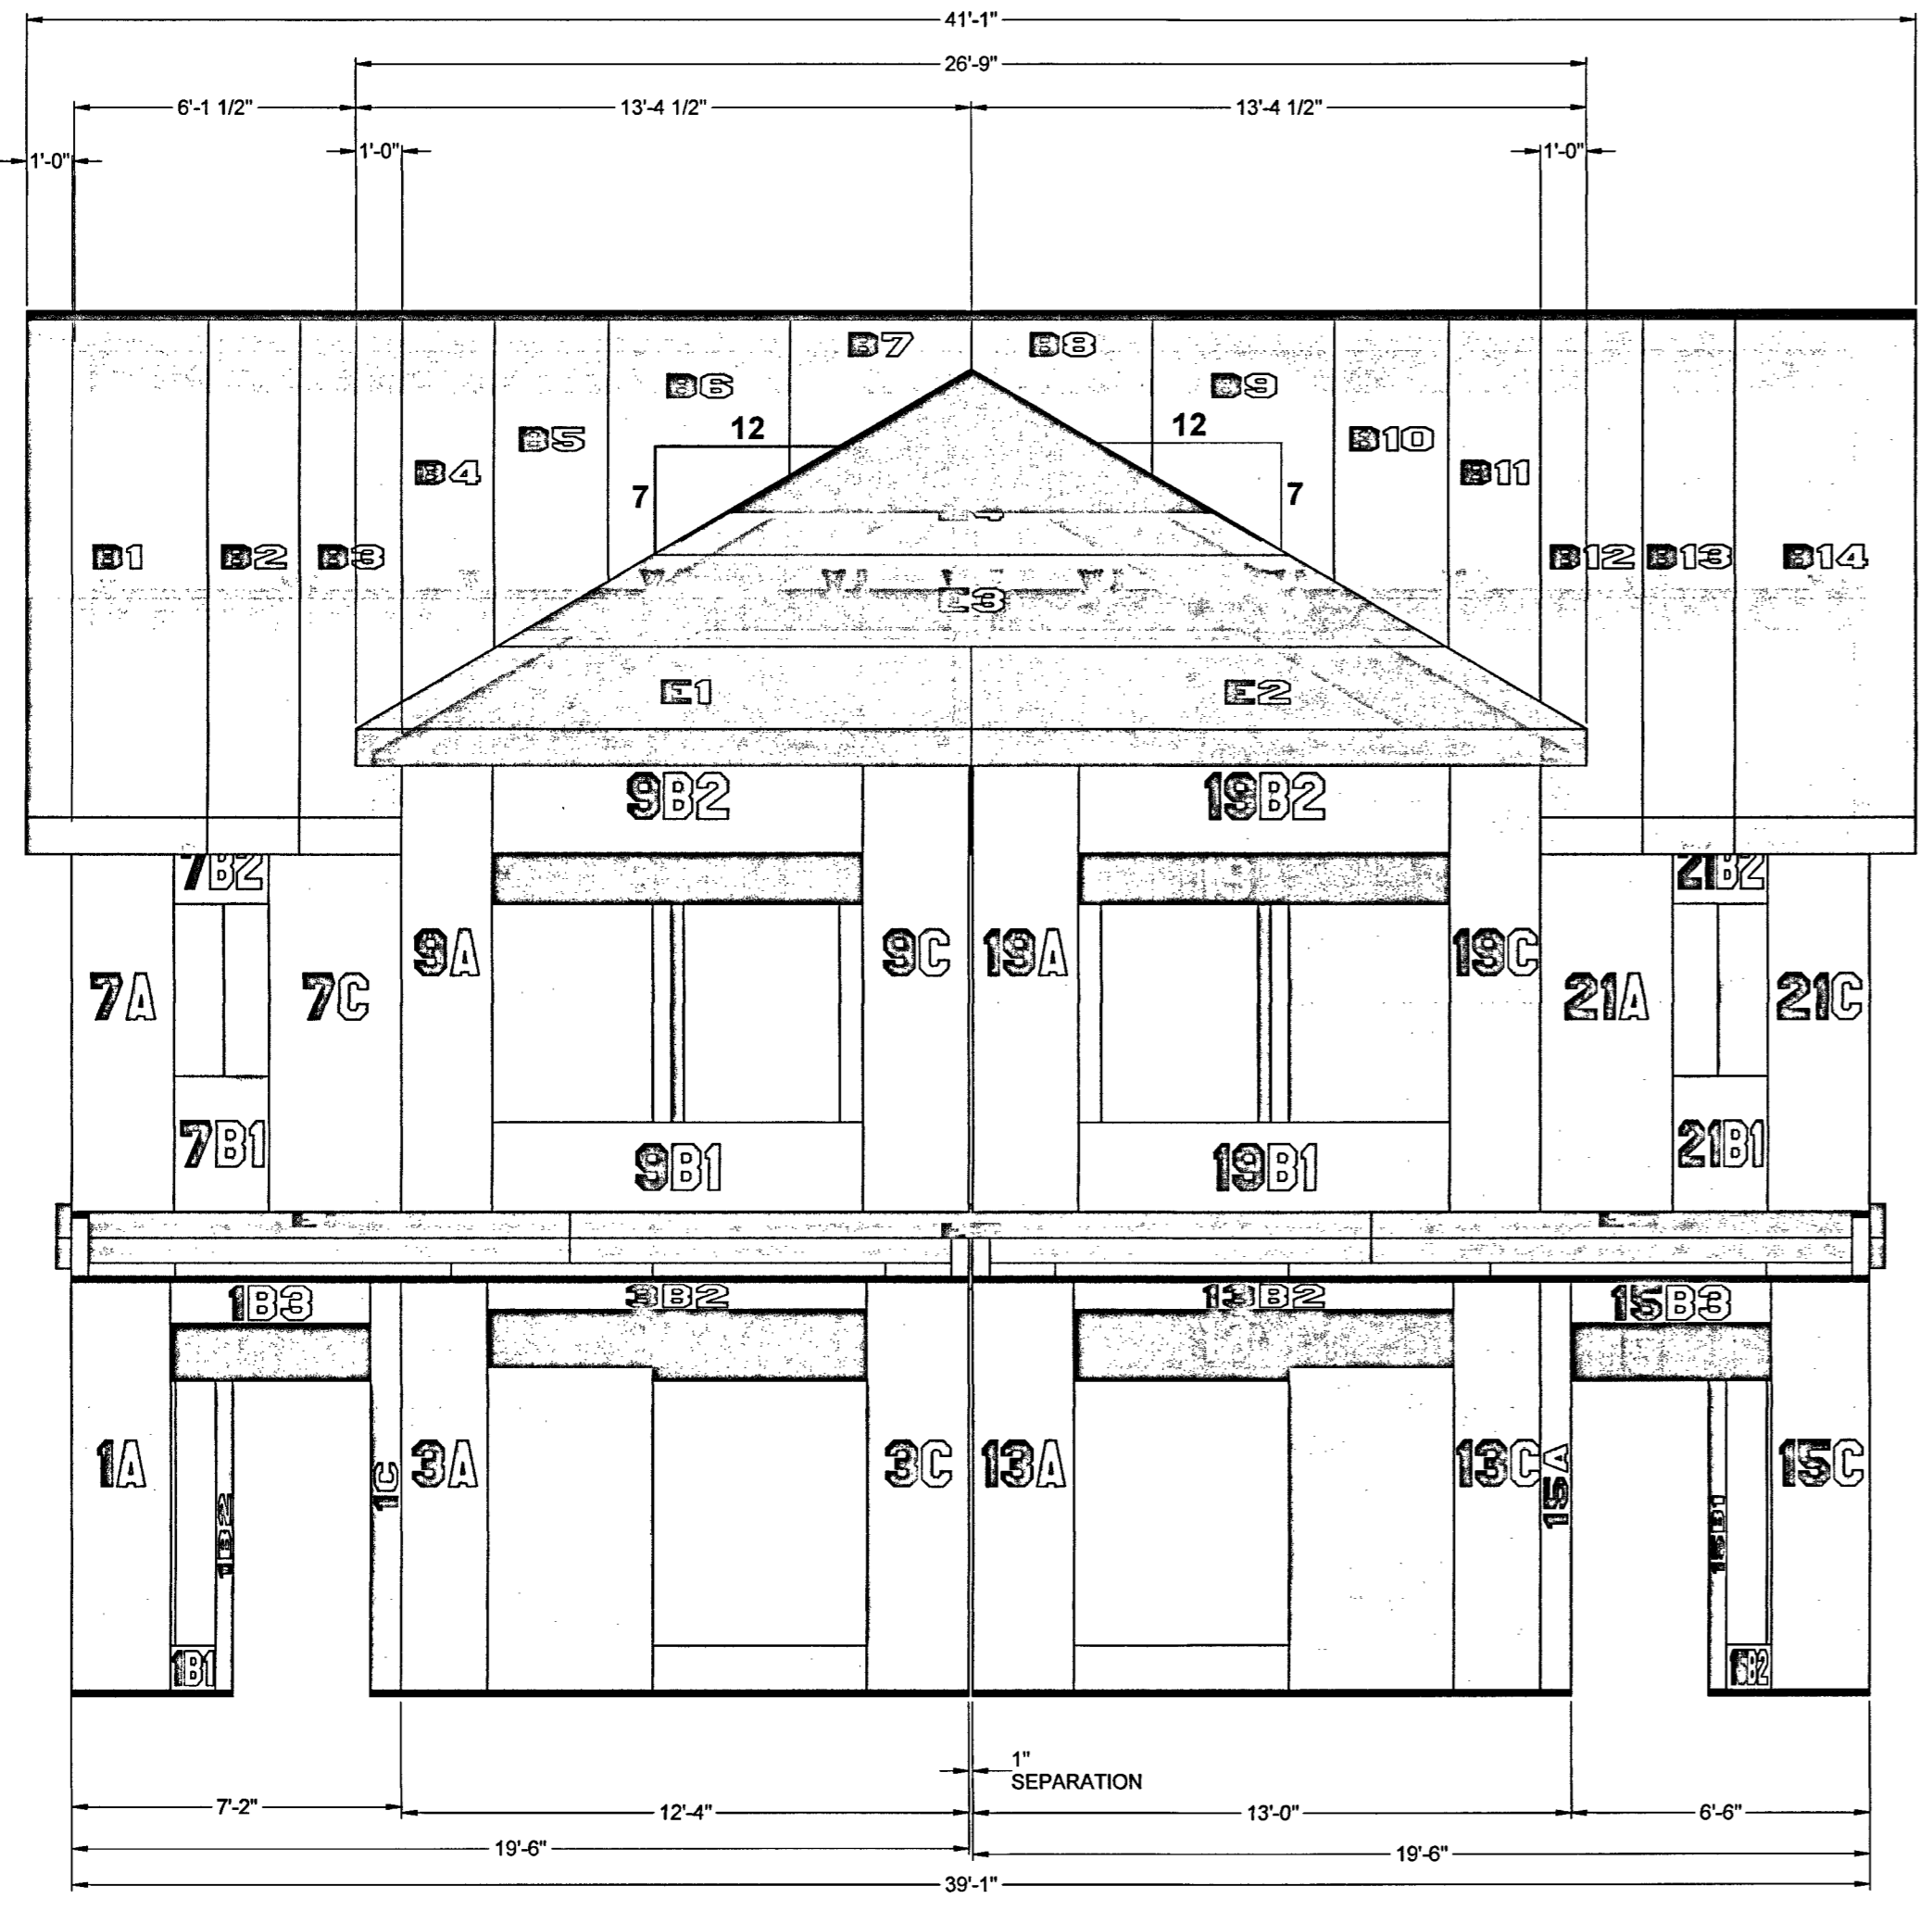 41'-1"
26'-9"
6'-1 1/2" 13'-4 1/2" 13'-4 1/2"
1'-0" 1'-0" 1'-0"
B7 B8
B6 B9
12 12
B5 B10
B4 B11
7 7
B1 B2 B3 B12 B13 B14
E3
E1 E2
9B2 19B2
7B2 21B2
9A 9C 19A 19C
7A 7C 21A 21C
7B1 21B1
9B1 19B1
1B3 3B2 13B2 15B3
1A 1C 3A 3C 13A 13C 15A 15C
1B2 15B1
1B1 15B2
1"
SEPARATION
7'-2" 12'-4" 13'-0" 6'-6"
19'-6" 19'-6"
39'-1"